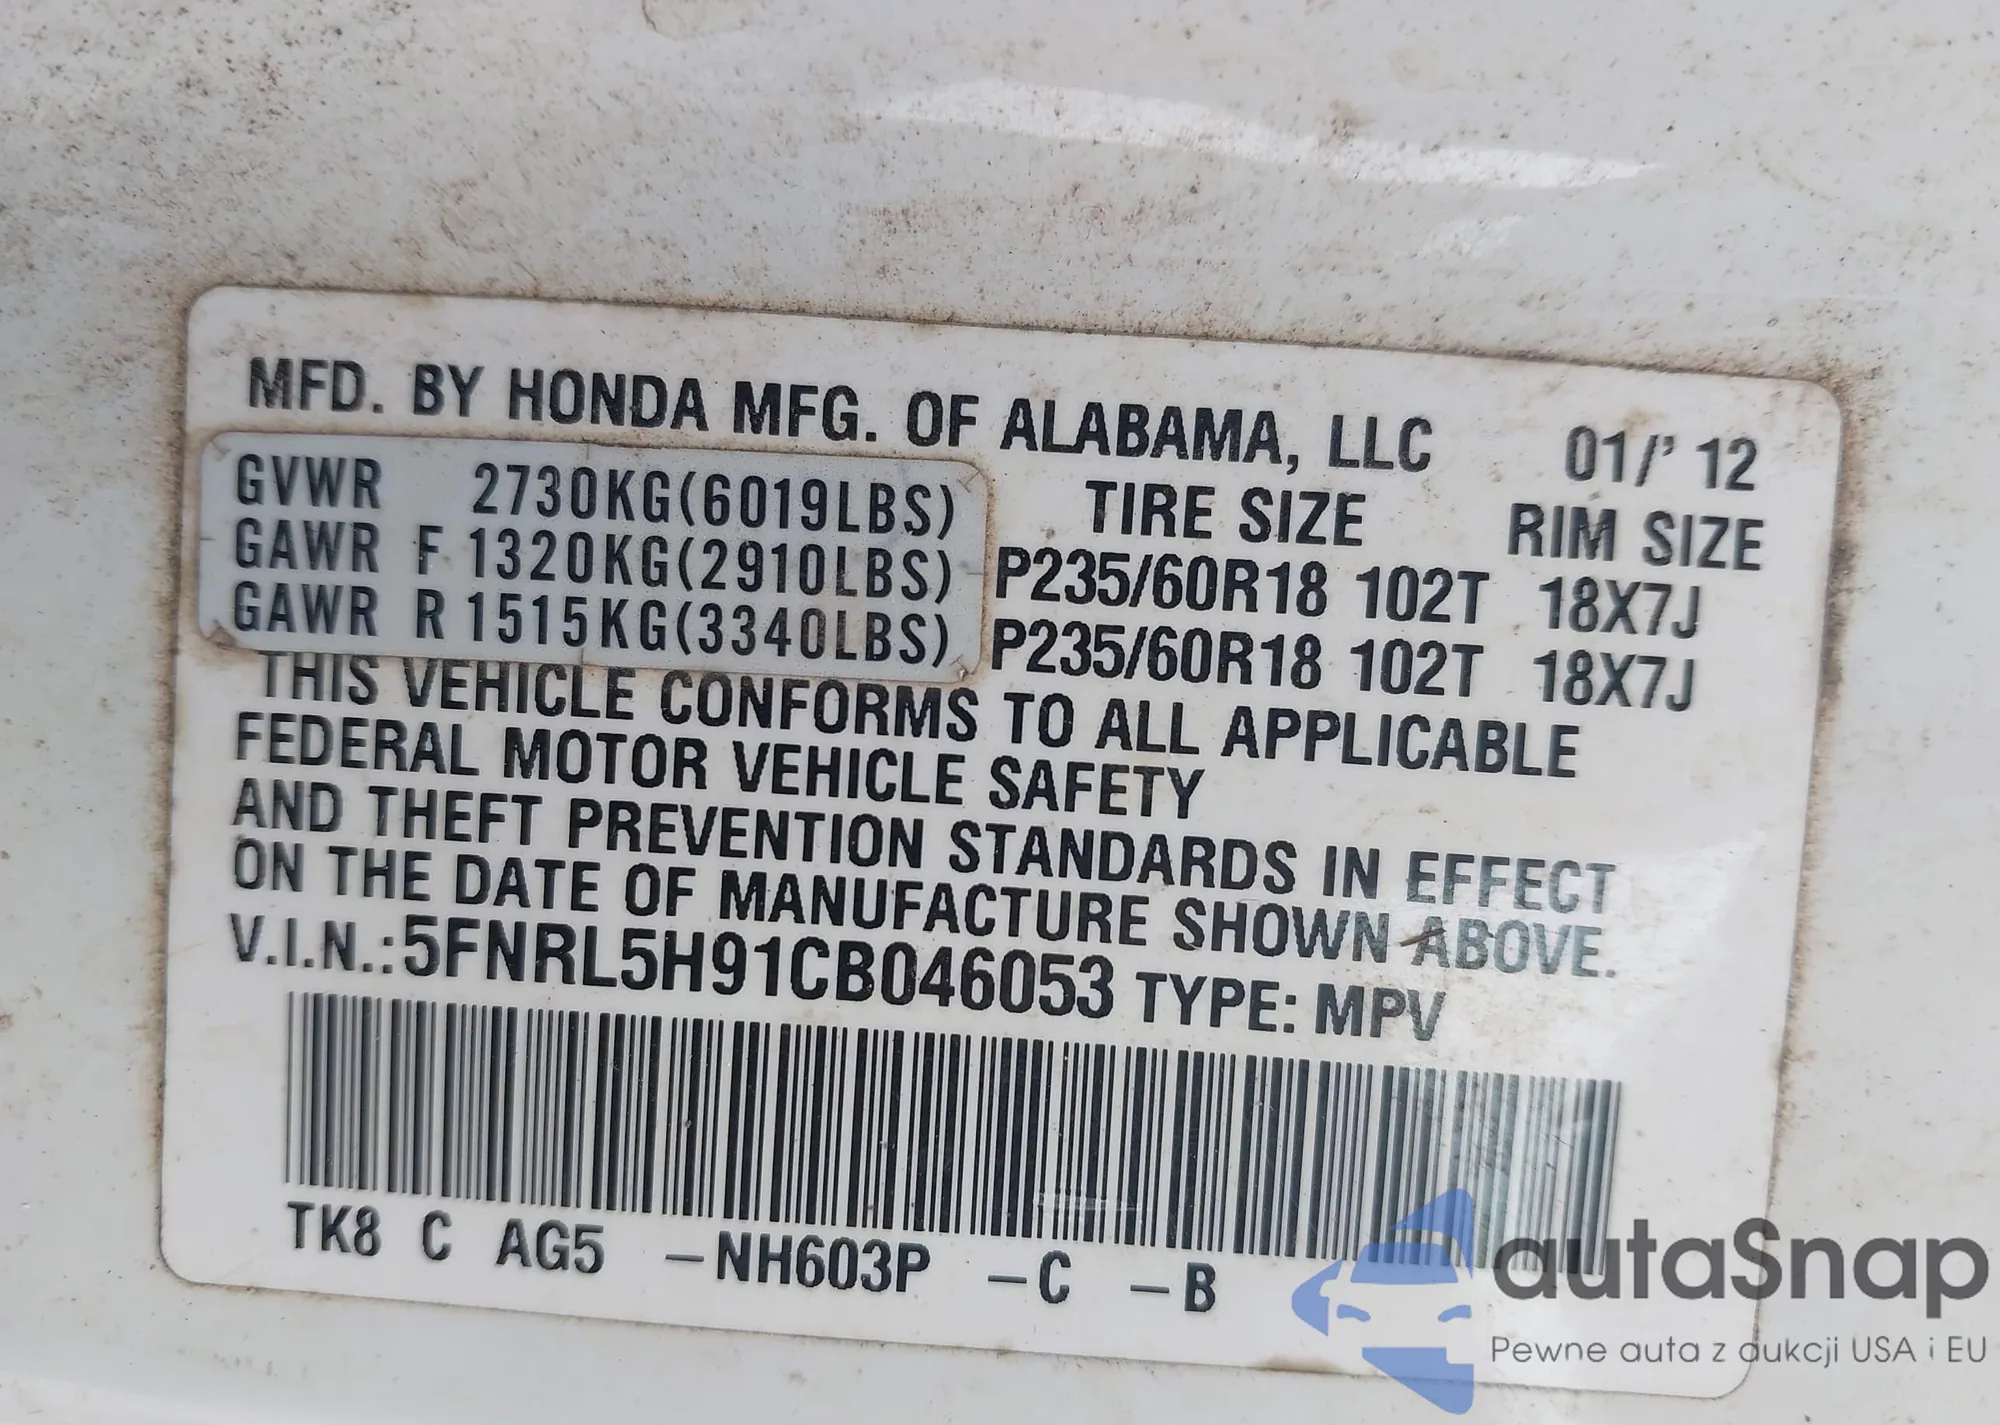 MFD. BY HONDA MFG. OF ALABAMA, LLC 01/'12
GVWR 2730KG(6019LBS) TIRE SIZE RIM SIZE
GAWR F 1320KG(2910LBS) P235/60R18 102T 18X7J
GAWR R 1515KG(3340LBS) P235/60R18 102T 18X7J
THIS VEHICLE CONFORMS TO ALL APPLICABLE
FEDERAL MOTOR VEHICLE SAFETY
AND THEFT PREVENTION STANDARDS IN EFFECT
ON THE DATE OF MANUFACTURE SHOWN ABOVE.
V.I.N.:5FNRL5H91CB046053 TYPE: MPV
TK8 C AG5 -NH603P -C -B
autaSnap
Pewne auta z aukcji USA i EU